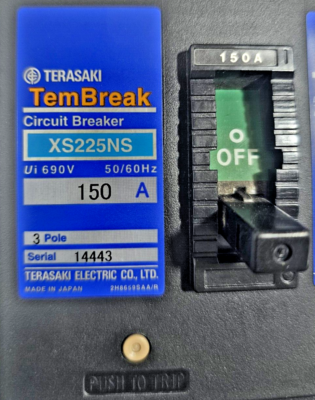 TERASAKI
TemBreak
Circuit Breaker
XS225NS
Ui 690V 50/60Hz
150 A
3 Pole
Serial 14443
TERASAKI ELECTRIC CO., LTD.
MADE IN JAPAN 2H8659SAA/R
150A
O
OFF
PUSH TO TRIP